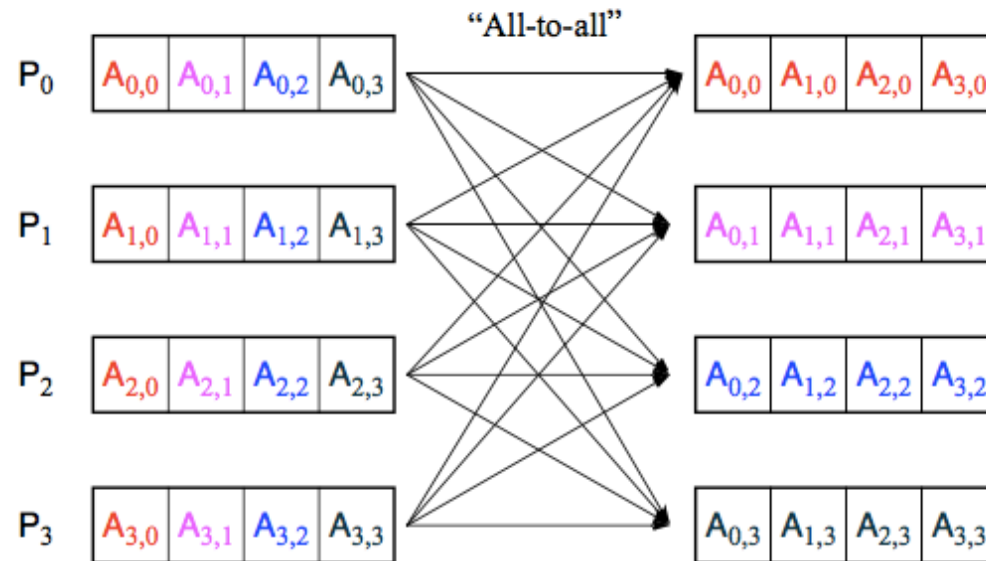 “All-to-all”
P0 A0,0 A0,1 A0,2 A0,3 A0,0 A1,0 A2,0 A3,0
P1 A1,0 A1,1 A1,2 A1,3 A0,1 A1,1 A2,1 A3,1
P2 A2,0 A2,1 A2,2 A2,3 A0,2 A1,2 A2,2 A3,2
P3 A3,0 A3,1 A3,2 A3,3 A0,3 A1,3 A2,3 A3,3